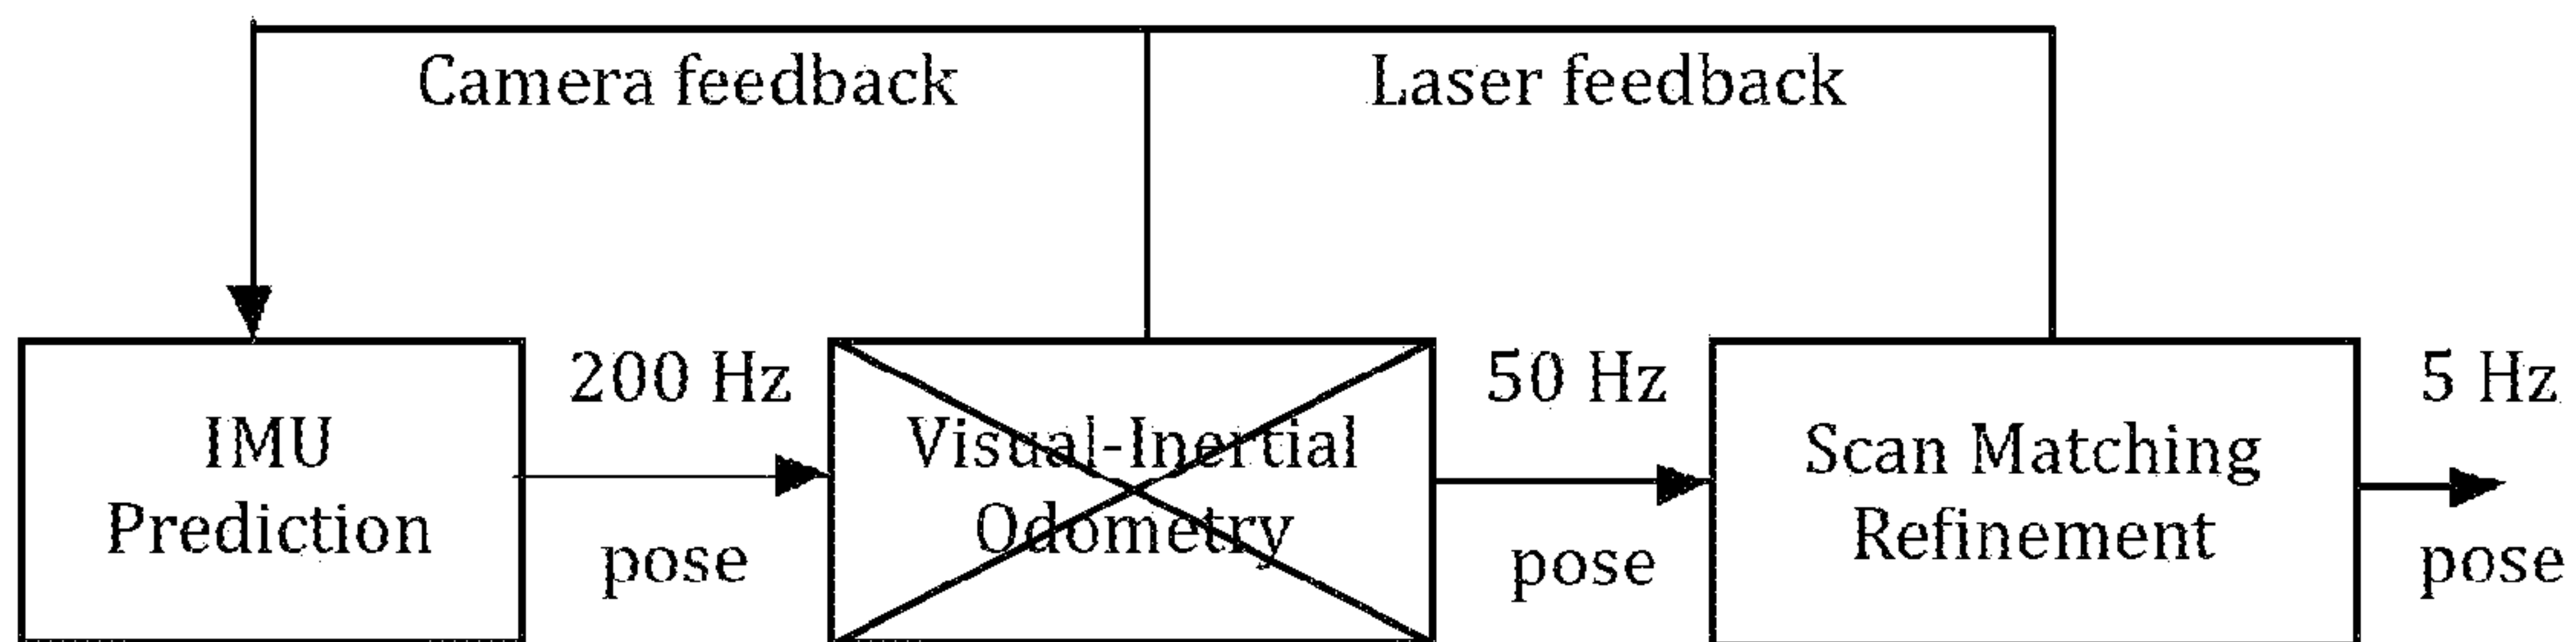 Camera feedback
Laser feedback
IMU
Prediction
200 Hz
pose
Visual-Inertial
Odometry
50 Hz
pose
Scan Matching
Refinement
5 Hz
pose